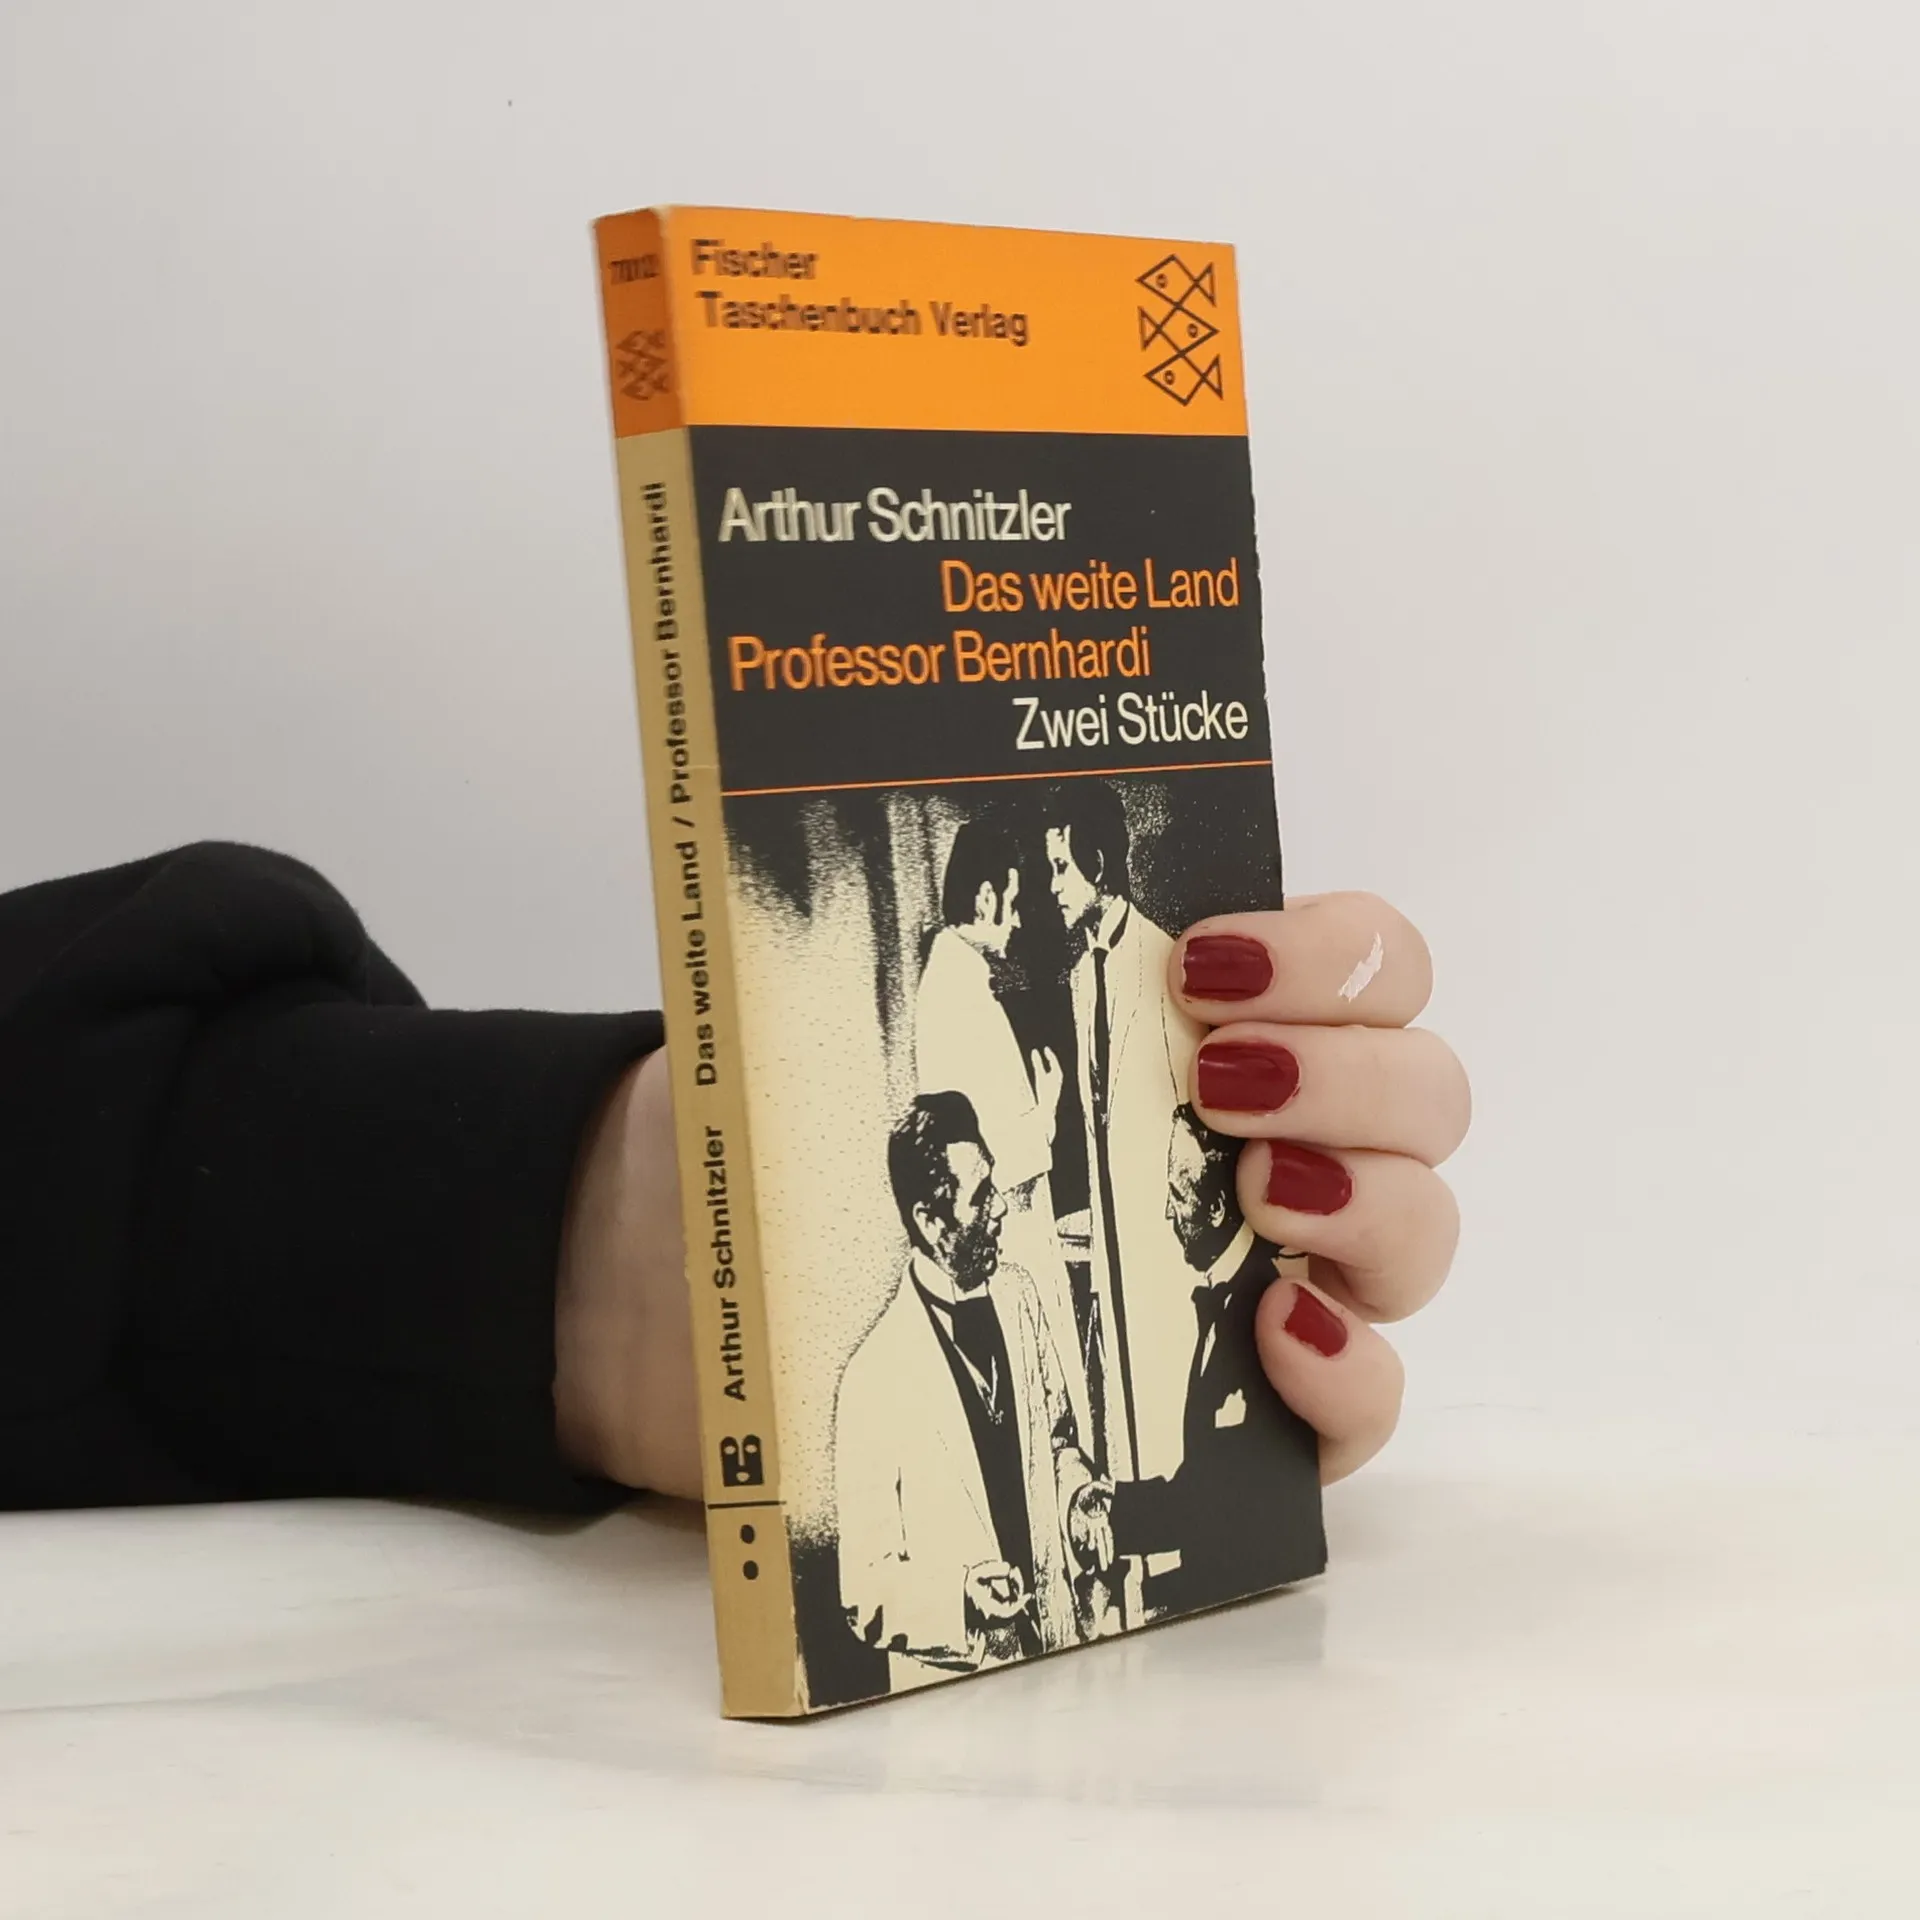 Fischer
Taschenbuch Verlag
Arthur Schnitzler
Das weite Land
Professor Bernhardi
Zwei Stücke
Arthur Schnitzler Das weite Land / Professor Bernhardi